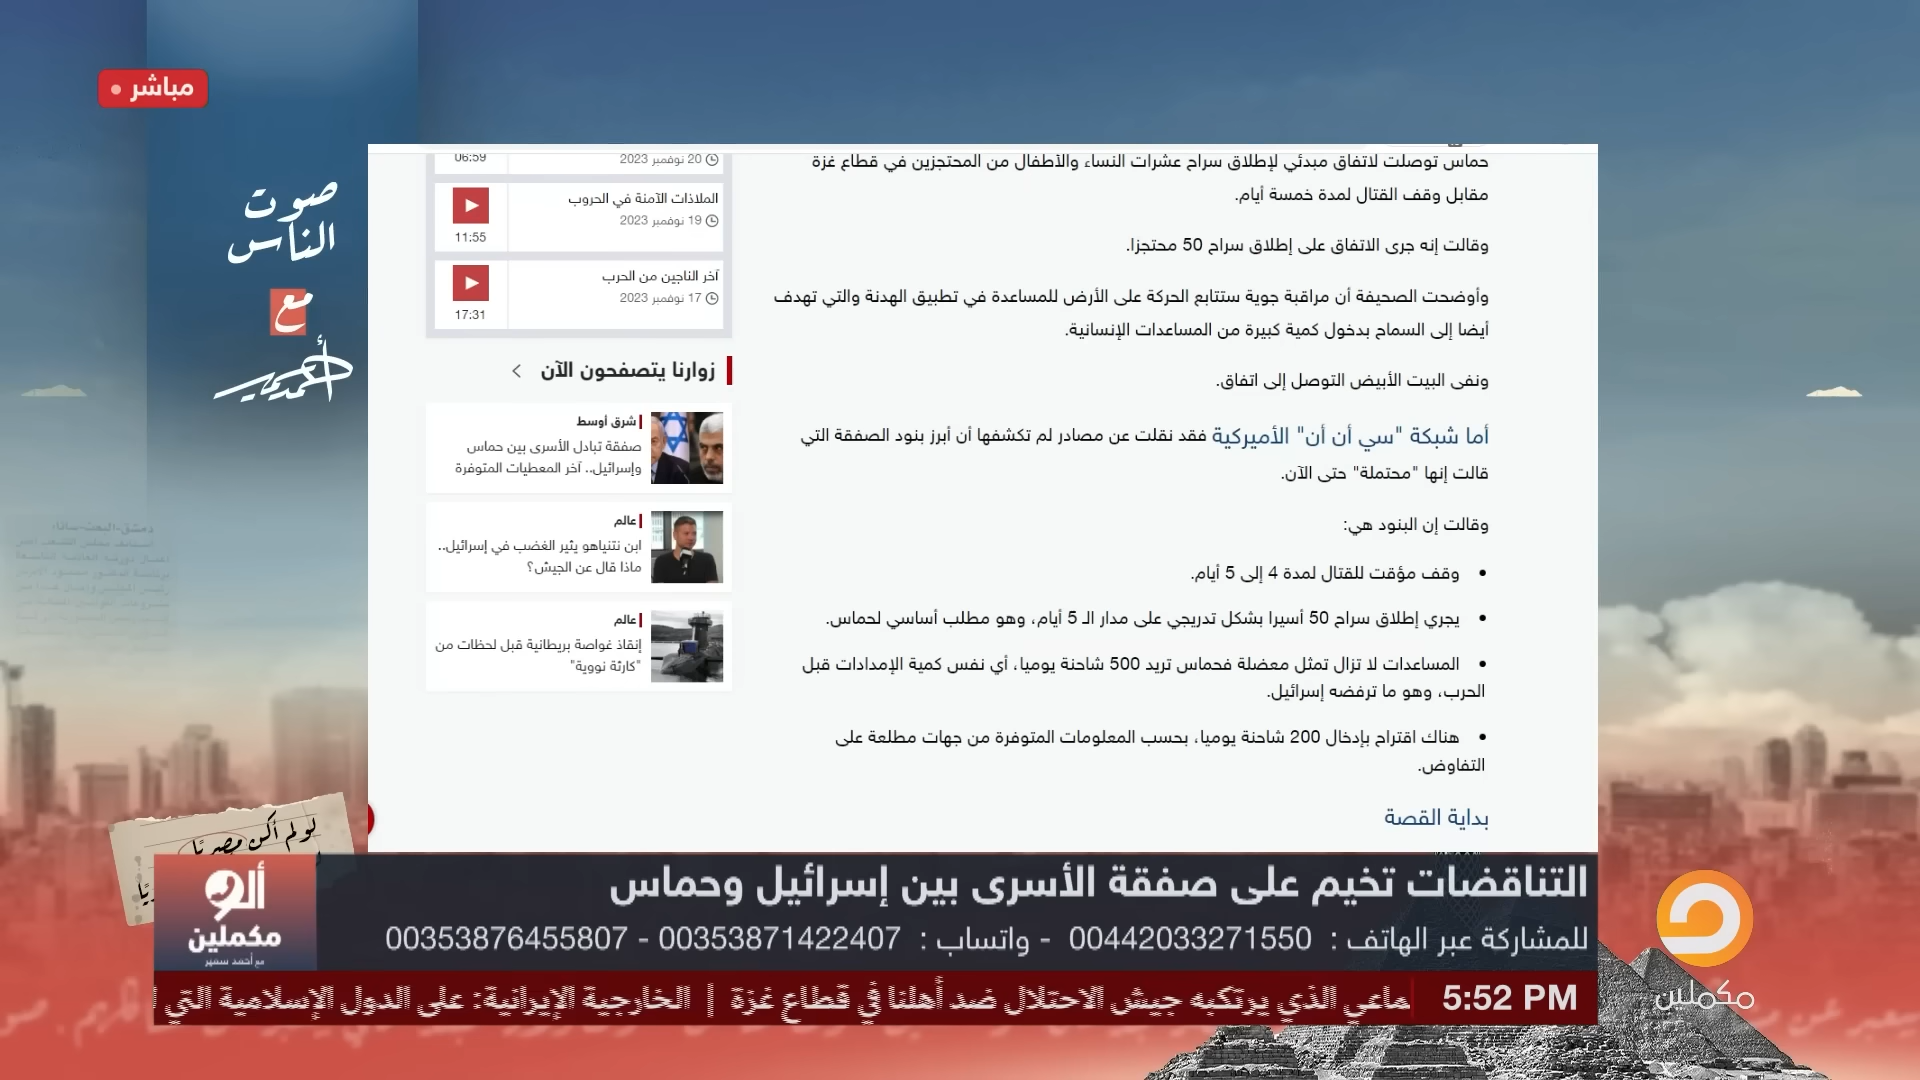 مباشر
صوت
الناس
مع
أحمد سمير
حماس توصلت لاتفاق مبدئي لإطلاق سراح عشرات النساء والأطفال من المحتجزين في قطاع غزة
مقابل وقف القتال لمدة خمسة أيام.
وقالت إنه جرى الاتفاق على إطلاق سراح 50 محتجزا.
وأوضحت الصحيفة أن مراقبة جوية ستتابع الحركة على الأرض للمساعدة في تطبيق الهدنة والتي تهدف
أيضا إلى السماح بدخول كمية كبيرة من المساعدات الإنسانية.
ونفى البيت الأبيض التوصل إلى اتفاق.
أما شبكة "سي أن أن" الأميركية فقد نقلت عن مصادر لم تكشفها أن أبرز بنود الصفقة التي
قالت إنها "محتملة" حتى الآن.
وقالت إن البنود هي:
• وقف مؤقت للقتال لمدة 4 إلى 5 أيام.
• يجري إطلاق سراح 50 أسيرا بشكل تدريجي على مدار الـ 5 أيام، وهو مطلب أساسي لحماس.
• المساعدات لا تزال تمثل معضلة فحماس تريد 500 شاحنة يوميا، أي نفس كمية الإمدادات قبل
الحرب، وهو ما ترفضه إسرائيل.
• هناك اقتراح بإدخال 200 شاحنة يوميا، بحسب المعلومات المتوفرة من جهات مطلعة على
التفاوض.
بداية القصة
20 نوفمبر 2023
06:59
الملاذات الآمنة في الحروب
19 نوفمبر 2023
11:55
آخر الناجين من الحرب
17 نوفمبر 2023
17:31
زوارنا يتصفحون الآن
شرق أوسط
صفقة تبادل الأسرى بين حماس
وإسرائيل.. آخر المعطيات المتوفرة
عالم
ابن نتنياهو يثير الغضب في إسرائيل..
ماذا قال عن الجيش؟
عالم
إنقاذ غواصة بريطانية قبل لحظات من
"كارثة نووية"
لو لم أكن مصريًا
التناقضات تخيم على صفقة الأسرى بين إسرائيل وحماس
للمشاركة عبر الهاتف : 00442033271550 - واتساب : 00353871422407 - 00353876455807
ألو
مكملين
مع أحمد سمير
5:52 PM
ماعي الذي يرتكبه جيش الاحتلال ضد أهلنا في قطاع غزة | الخارجية الإيرانية: على الدول الإسلامية التي
مكملين